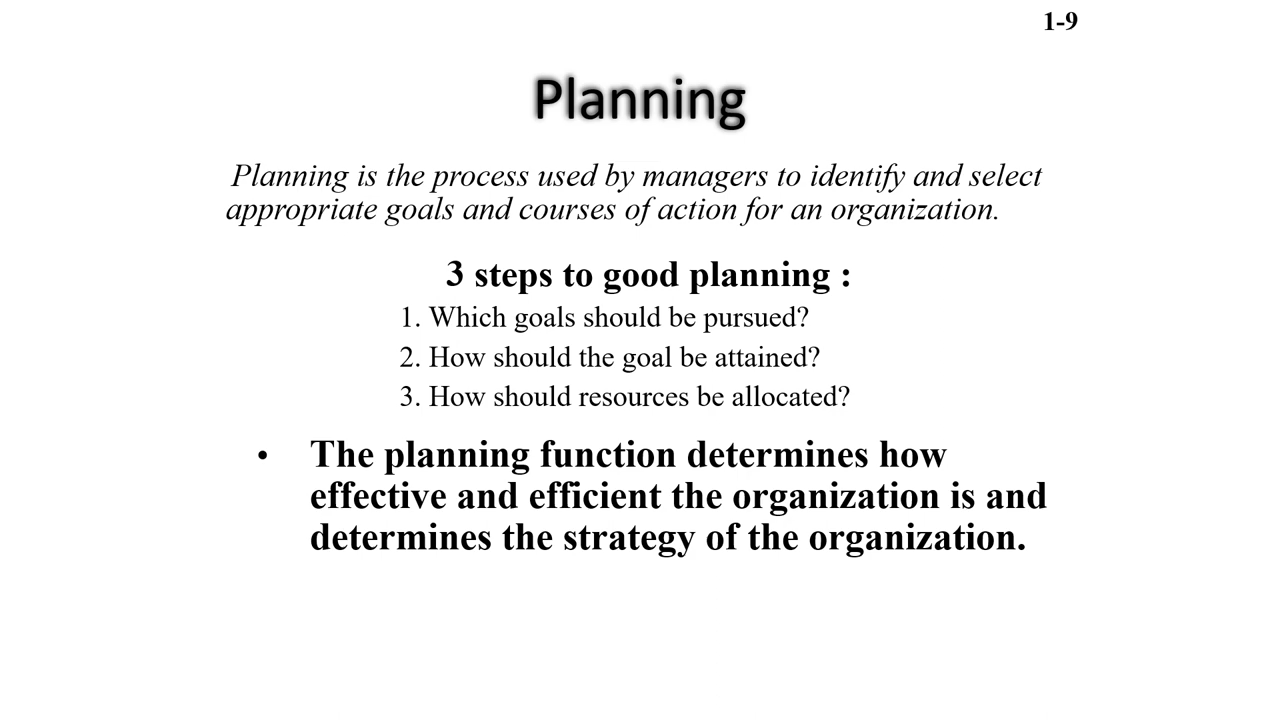 1-9
Planning
Planning is the process used by managers to identify and select
appropriate goals and courses of action for an organization.
3 steps to good planning :
1. Which goals should be pursued?
2. How should the goal be attained?
3. How should resources be allocated?
• The planning function determines how
effective and efficient the organization is and
determines the strategy of the organization.